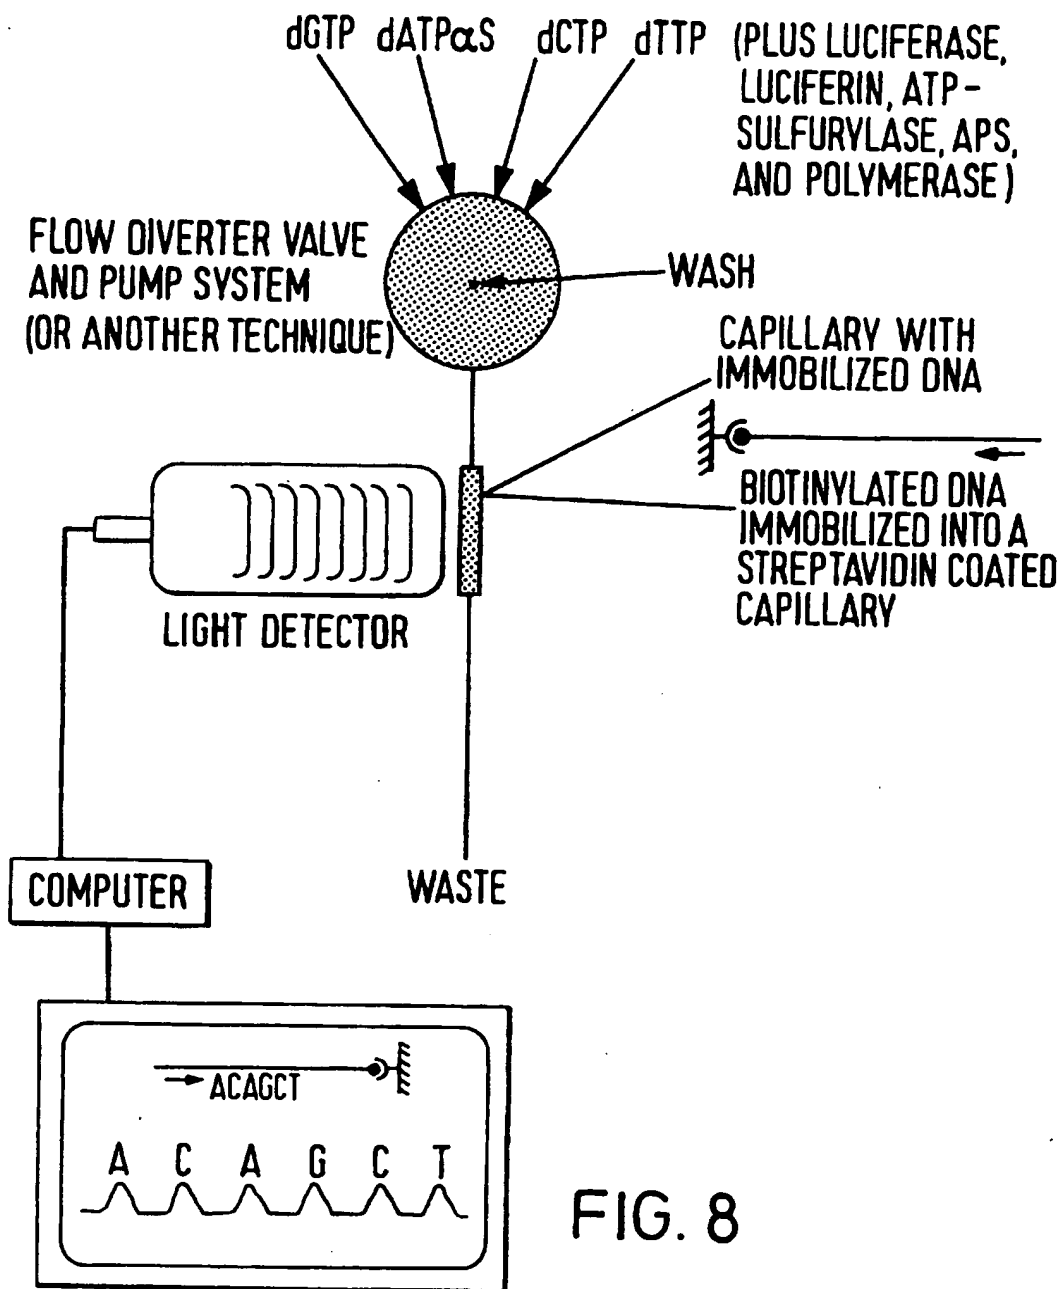 dGTP dATPαS dCTP dTTP (PLUS LUCIFERASE,
LUCIFERIN, ATP-
SULFURYLASE, APS,
AND POLYMERASE)
FLOW DIVERTER VALVE
AND PUMP SYSTEM
(OR ANOTHER TECHNIQUE)
WASH
CAPILLARY WITH
IMMOBILIZED DNA
BIOTINYLATED DNA
IMMOBILIZED INTO A
STREPTAVIDIN COATED
CAPILLARY
LIGHT DETECTOR
COMPUTER
WASTE
ACAGCT
A C A G C T
FIG. 8